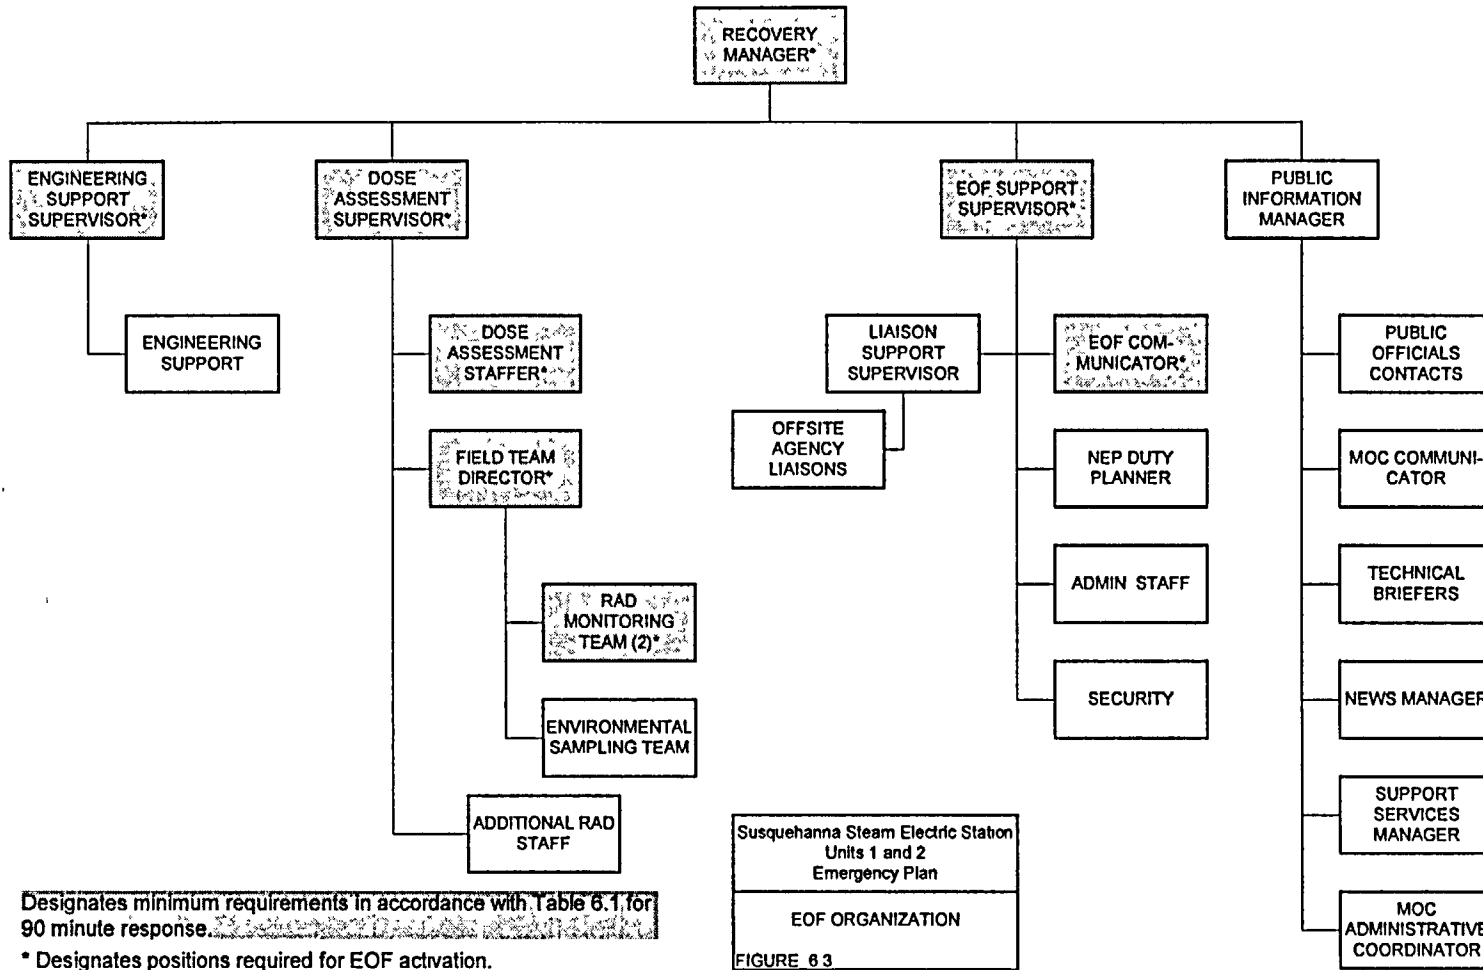 RECOVERY
MANAGER*
ENGINEERING
SUPPORT
SUPERVISOR*
DOSE
ASSESSMENT
SUPERVISOR*
EOF SUPPORT
SUPERVISOR*
PUBLIC
INFORMATION
MANAGER
ENGINEERING
SUPPORT
DOSE
ASSESSMENT
STAFFER*
LIAISON
SUPPORT
SUPERVISOR
EOF COM-
MUNICATOR*
PUBLIC
OFFICIALS
CONTACTS
FIELD TEAM
DIRECTOR*
OFFSITE
AGENCY
LIAISONS
NEP DUTY
PLANNER
MOC COMMUNI-
CATOR
RAD
MONITORING
TEAM (2)*
ADMIN STAFF
TECHNICAL
BRIEFERS
ENVIRONMENTAL
SAMPLING TEAM
SECURITY
NEWS MANAGER
ADDITIONAL RAD
STAFF
SUPPORT
SERVICES
MANAGER
MOC
ADMINISTRATIVE
COORDINATOR
Designates minimum requirements in accordance with Table 6.1 for
90 minute response.
* Designates positions required for EOF activation.
Susquehanna Steam Electric Station
Units 1 and 2
Emergency Plan
EOF ORGANIZATION
FIGURE 6 3